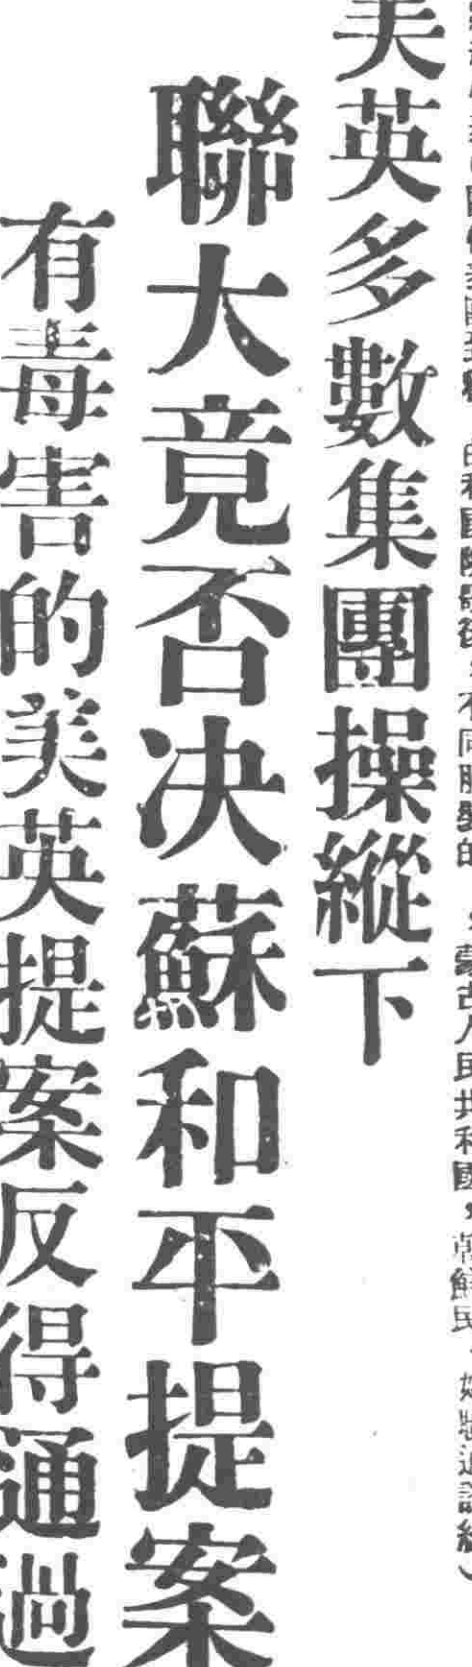 美英多數集團操縱下
聯大竟否决蘇和平提案
有毒害的美英提案反得通過